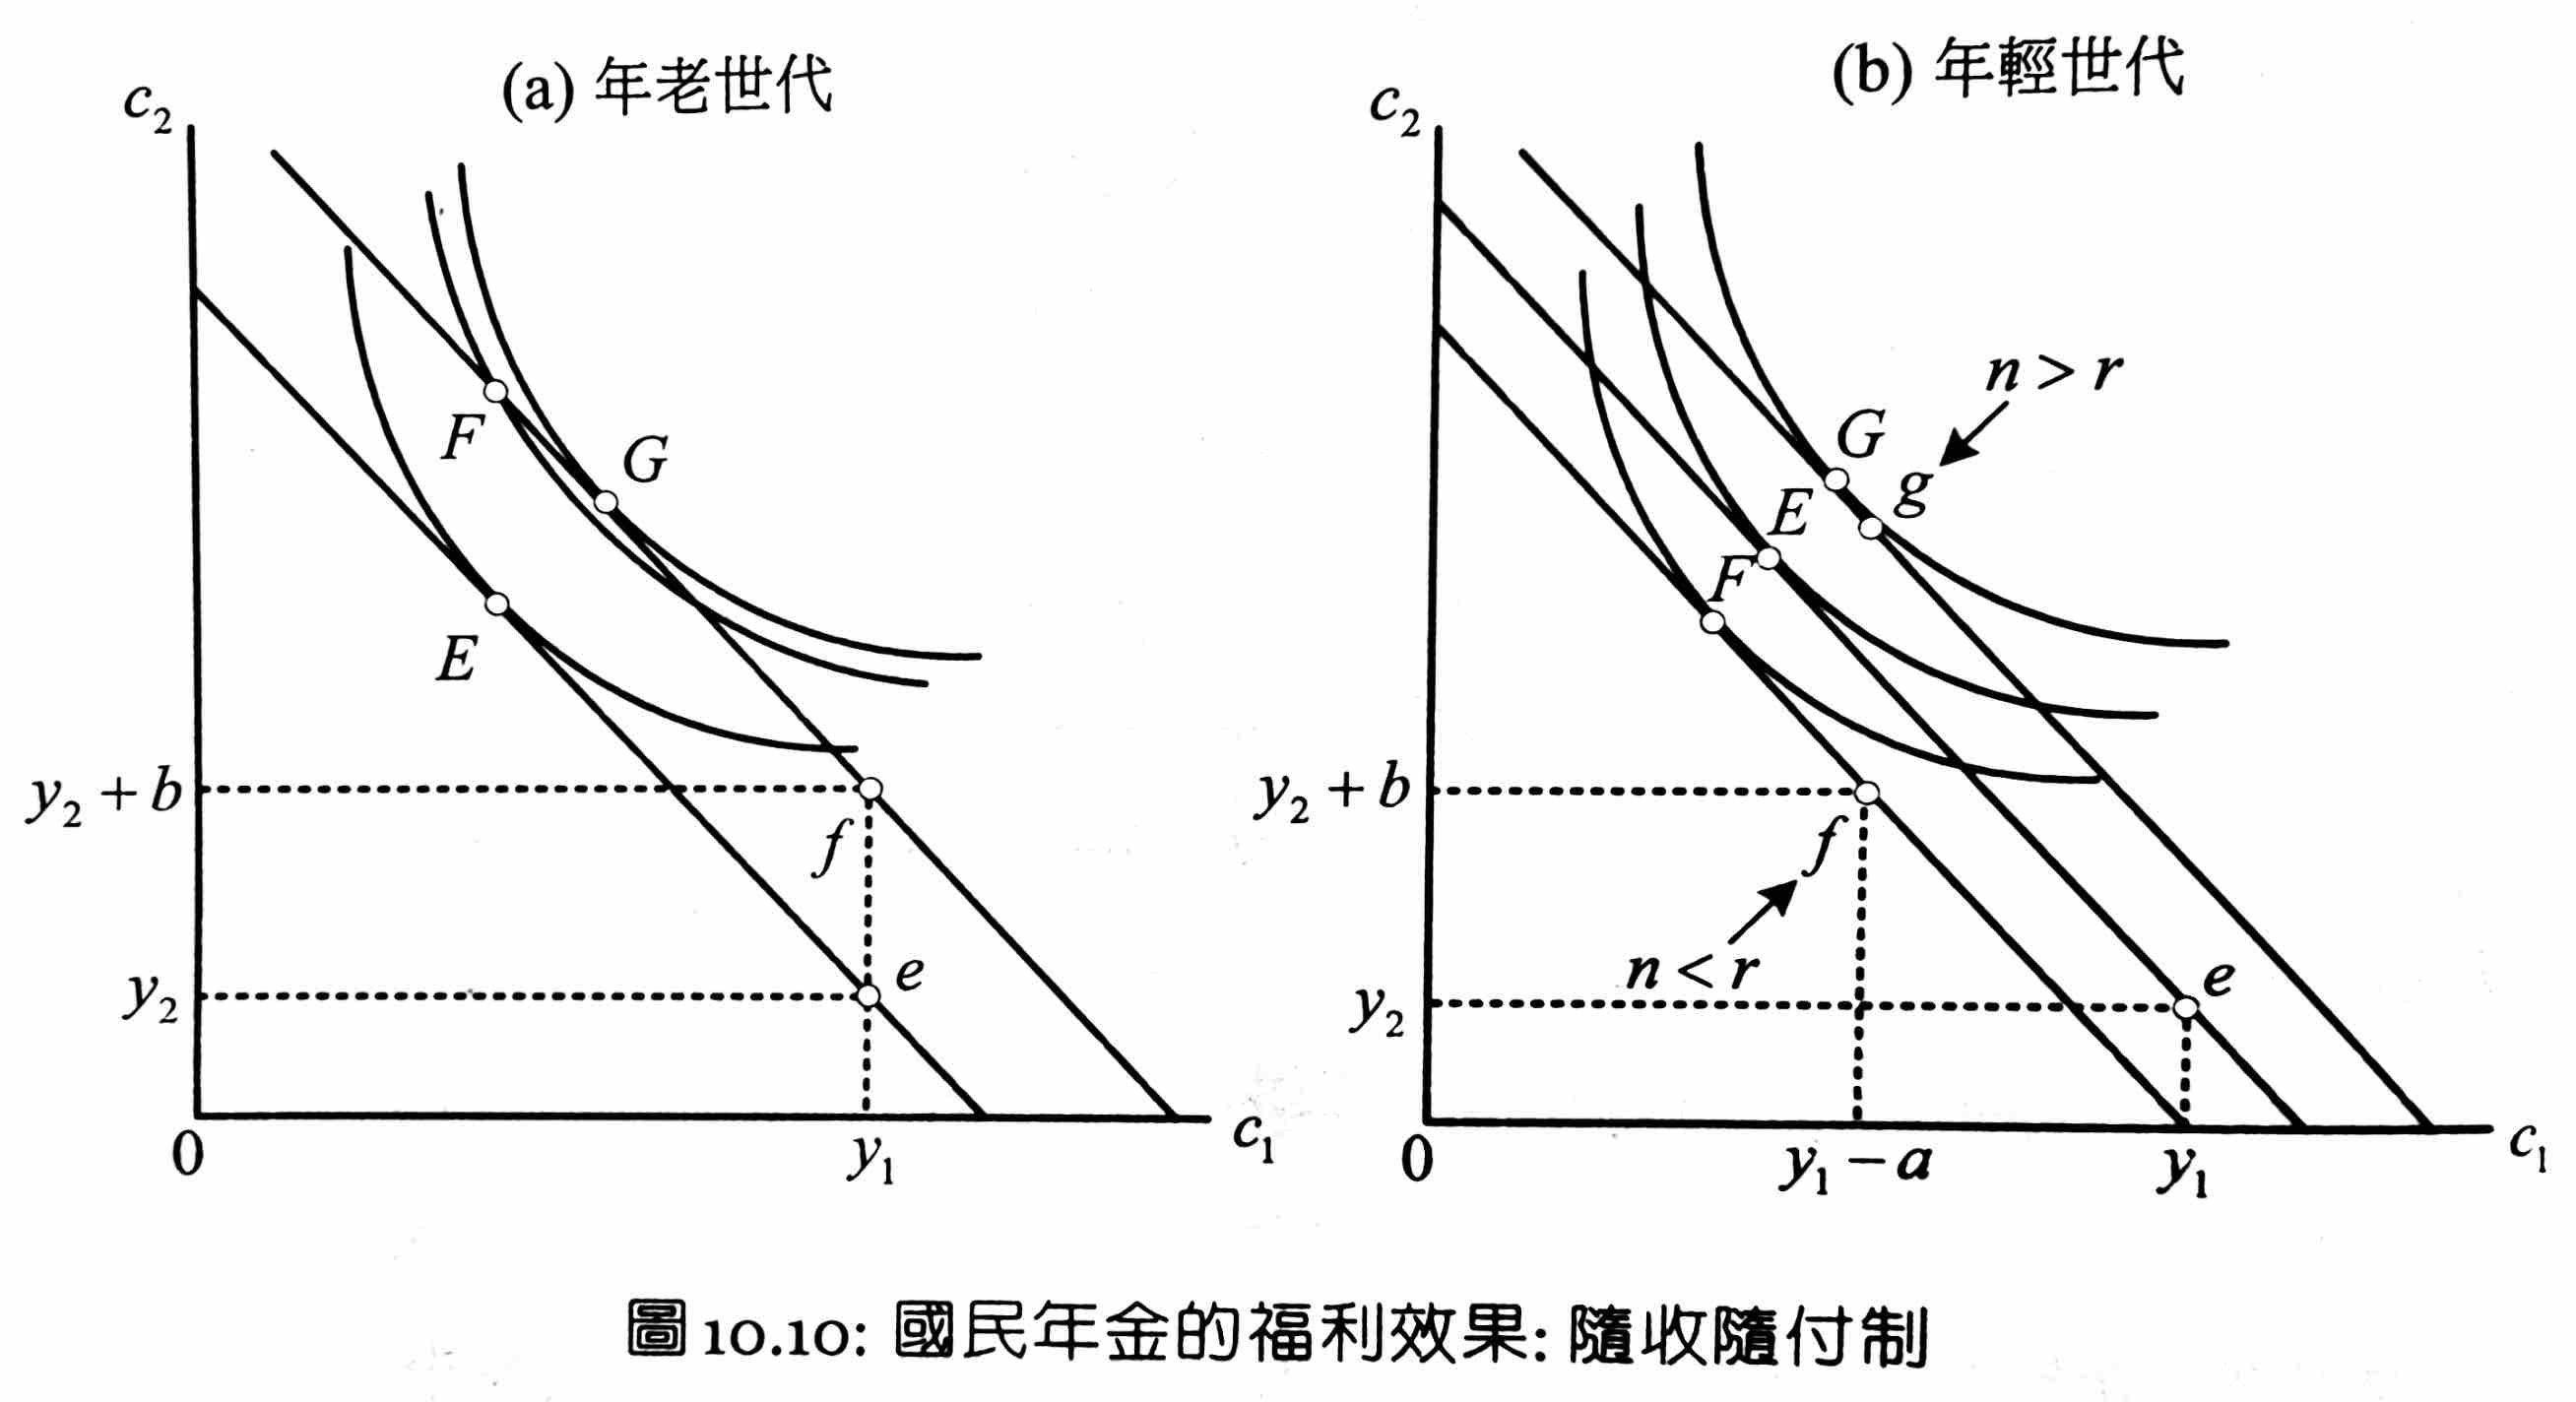 (a) 年老世代
c₂
F
G
E
y₂ + b
f
y₂
e
0
y₁
c₁
(b) 年輕世代
c₂
n > r
G
g
E
F
y₂ + b
f
n < r
y₂
e
0
y₁ − a
y₁
c₁
圖 10.10: 國民年金的福利效果: 隨收隨付制